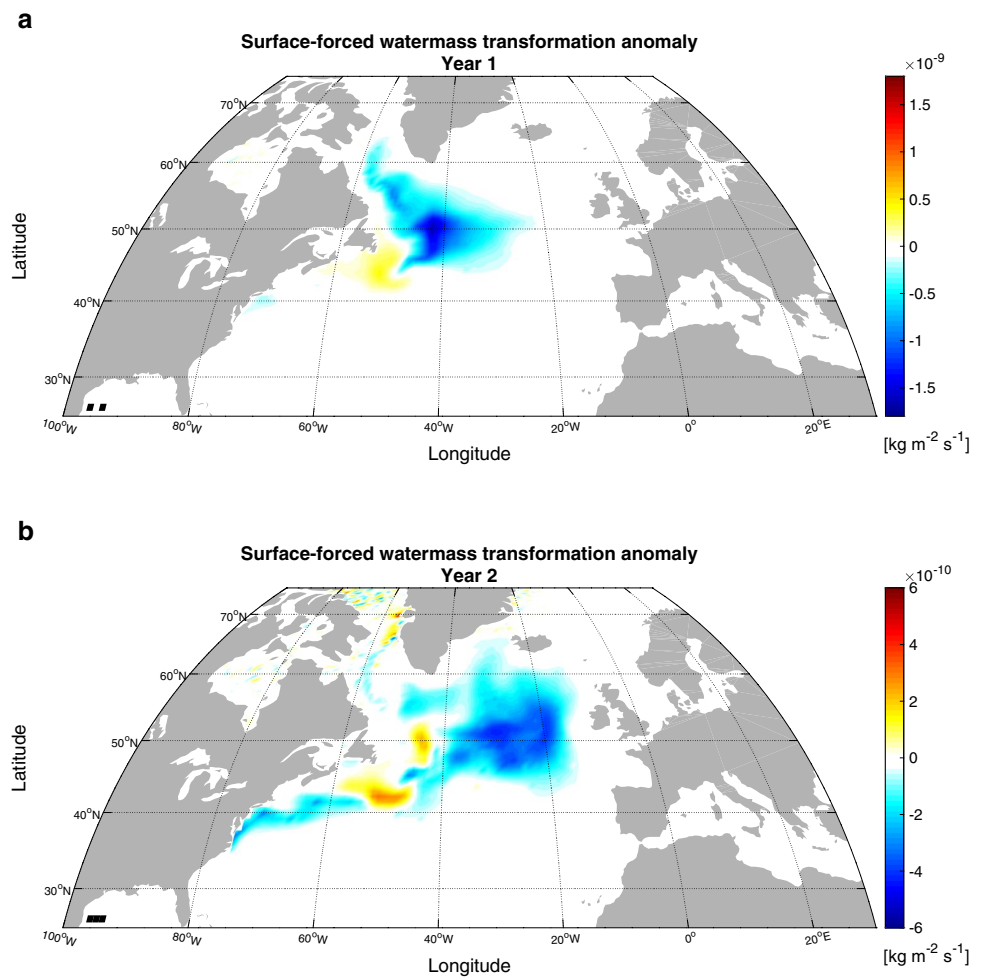 a
Surface-forced watermass transformation anomaly
Year 1
×10⁻⁹
70°N
60°N
50°N
40°N
30°N
Latitude
100°W
80°W
60°W
40°W
20°W
0°
20°E
Longitude
1.5
1
0.5
0
-0.5
-1
-1.5
[kg m⁻² s⁻¹]
b
Surface-forced watermass transformation anomaly
Year 2
×10⁻¹⁰
70°N
60°N
50°N
40°N
30°N
Latitude
100°W
80°W
60°W
40°W
20°W
0°
20°E
Longitude
6
4
2
0
-2
-4
-6
[kg m⁻² s⁻¹]